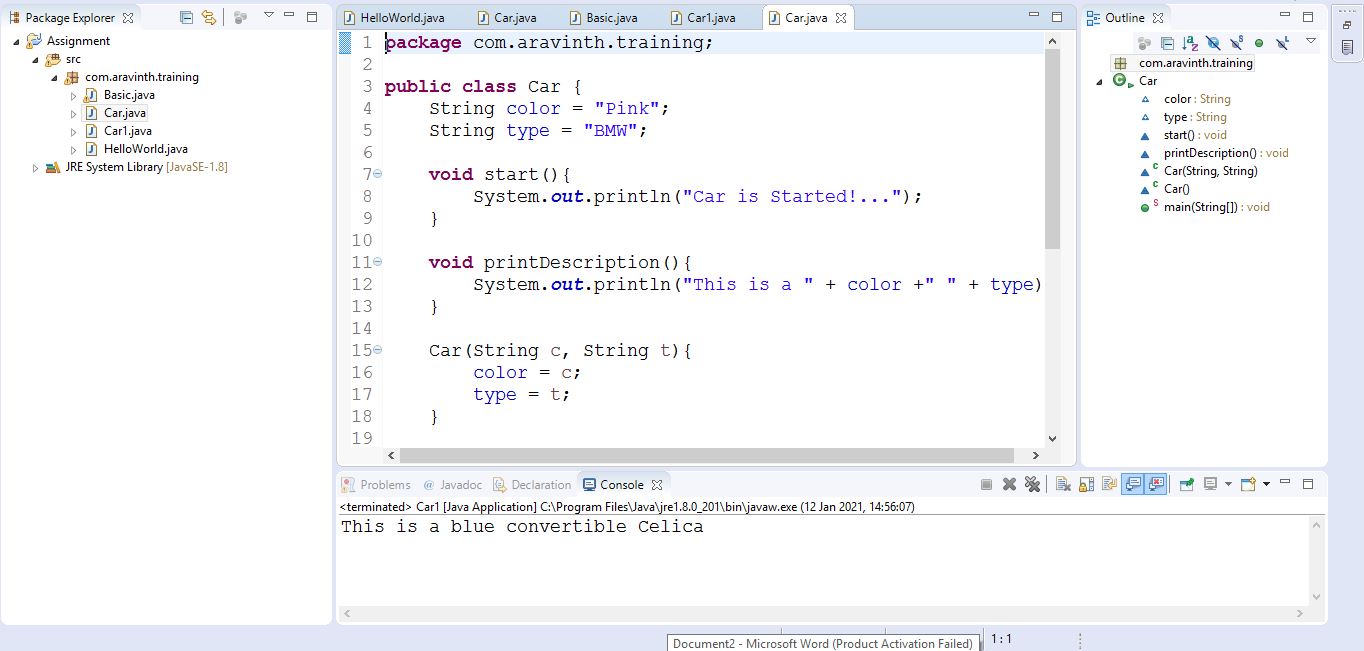 Package Explorer
Assignment
src
com.aravinth.training
Basic.java
Car.java
Car1.java
HelloWorld.java
JRE System Library [JavaSE-1.8]
HelloWorld.java Car.java Basic.java Car1.java Car.java
1 package com.aravinth.training;
2
3 public class Car {
4 String color = "Pink";
5 String type = "BMW";
6
7 void start(){
8 System.out.println("Car is Started!...");
9 }
10
11 void printDescription(){
12 System.out.println("This is a " + color +" " + type)
13 }
14
15 Car(String c, String t){
16 color = c;
17 type = t;
18 }
19
Outline
com.aravinth.training
Car
color : String
type : String
start() : void
printDescription() : void
Car(String, String)
Car()
main(String[]) : void
Problems @ Javadoc Declaration Console
<terminated> Car1 [Java Application] C:\Program Files\Java\jre1.8.0_201\bin\javaw.exe (12 Jan 2021, 14:56:07)
This is a blue convertible Celica
Document2 - Microsoft Word (Product Activation Failed)
1 : 1